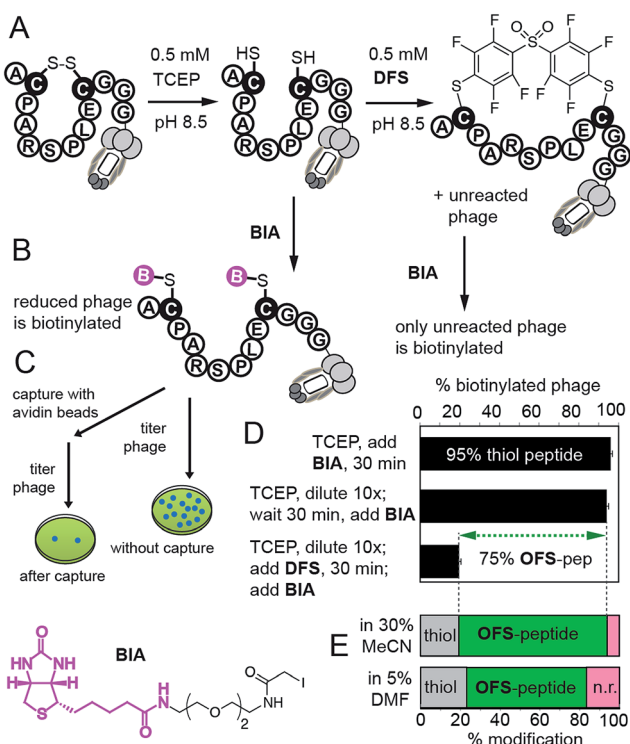 A
0.5 mM
TCEP
pH 8.5
0.5 mM
DFS
pH 8.5
S-S
A C P A R S P L E C G G G
HS SH
A C P A R S P L E C G G G
F F O O F F
S
F F F F
S S
A C P A R S P L E C G G G
+ unreacted
phage
BIA
BIA
only unreacted phage
is biotinylated
B
reduced phage
is biotinylated
B S B S
A C P A R S P L E C G G G
C
capture with
avidin beads
titer
phage
titer
phage
after capture
without capture
D
% biotinylated phage
0 20 40 60 80 100
TCEP, add
BIA, 30 min
95% thiol peptide
TCEP, dilute 10x;
wait 30 min, add BIA
TCEP, dilute 10x;
add DFS, 30 min;
add BIA
75% OFS-pep
E
in 30%
MeCN
thiol OFS-peptide
in 5%
DMF
thiol OFS-peptide n.r.
0 20 40 60 80 100
% modification
BIA
O
HN NH
H H
S
O
H
N
O
2
O
NH
I